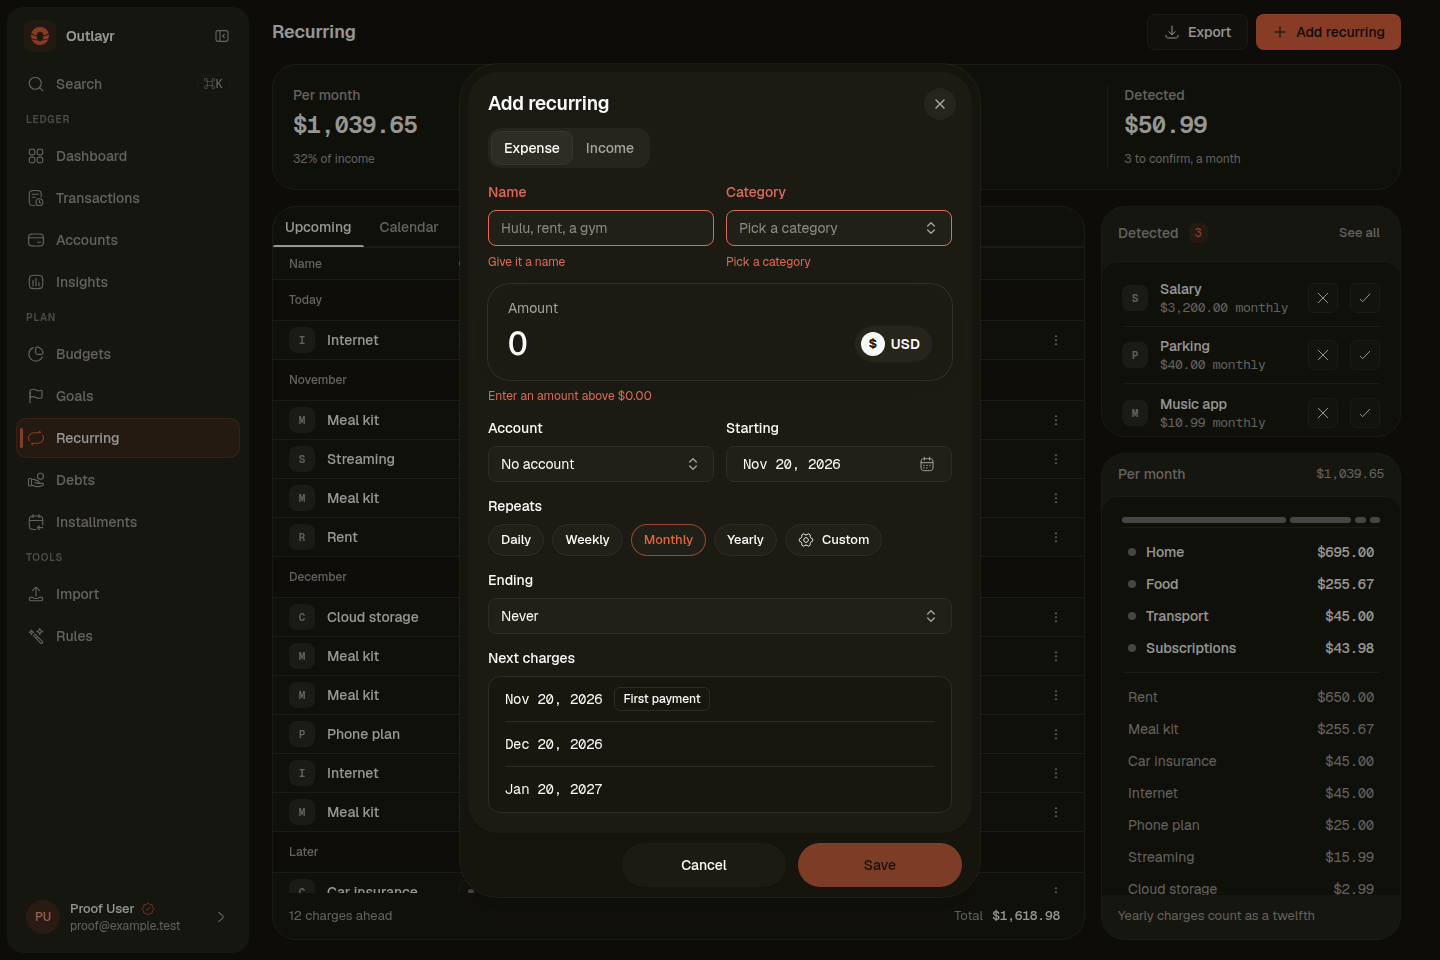 Outlayr
Search ⌘K
LEDGER
Dashboard
Transactions
Accounts
Insights
PLAN
Budgets
Goals
Recurring
Debts
Installments
TOOLS
Import
Rules
PU
Proof User
proof@example.test
Recurring
Export
Add recurring
Per month
$1,039.65
32% of income
Detected
$50.99
3 to confirm, a month
Upcoming Calendar
Name
Today
I Internet
November
M Meal kit
S Streaming
M Meal kit
R Rent
December
C Cloud storage
M Meal kit
M Meal kit
P Phone plan
I Internet
M Meal kit
Later
C Car insurance
12 charges ahead
Total $1,618.98
Add recurring
Expense Income
Name Category
Hulu, rent, a gym Pick a category
Give it a name Pick a category
Amount
0
$ USD
Enter an amount above $0.00
Account Starting
No account Nov 20, 2026
Repeats
Daily Weekly Monthly Yearly Custom
Ending
Never
Next charges
Nov 20, 2026 First payment
Dec 20, 2026
Jan 20, 2027
Cancel Save
Detected 3 See all
S Salary
$3,200.00 monthly
P Parking
$40.00 monthly
M Music app
$10.99 monthly
Per month $1,039.65
Home $695.00
Food $255.67
Transport $45.00
Subscriptions $43.98
Rent $650.00
Meal kit $255.67
Car insurance $45.00
Internet $45.00
Phone plan $25.00
Streaming $15.99
Cloud storage $2.99
Yearly charges count as a twelfth